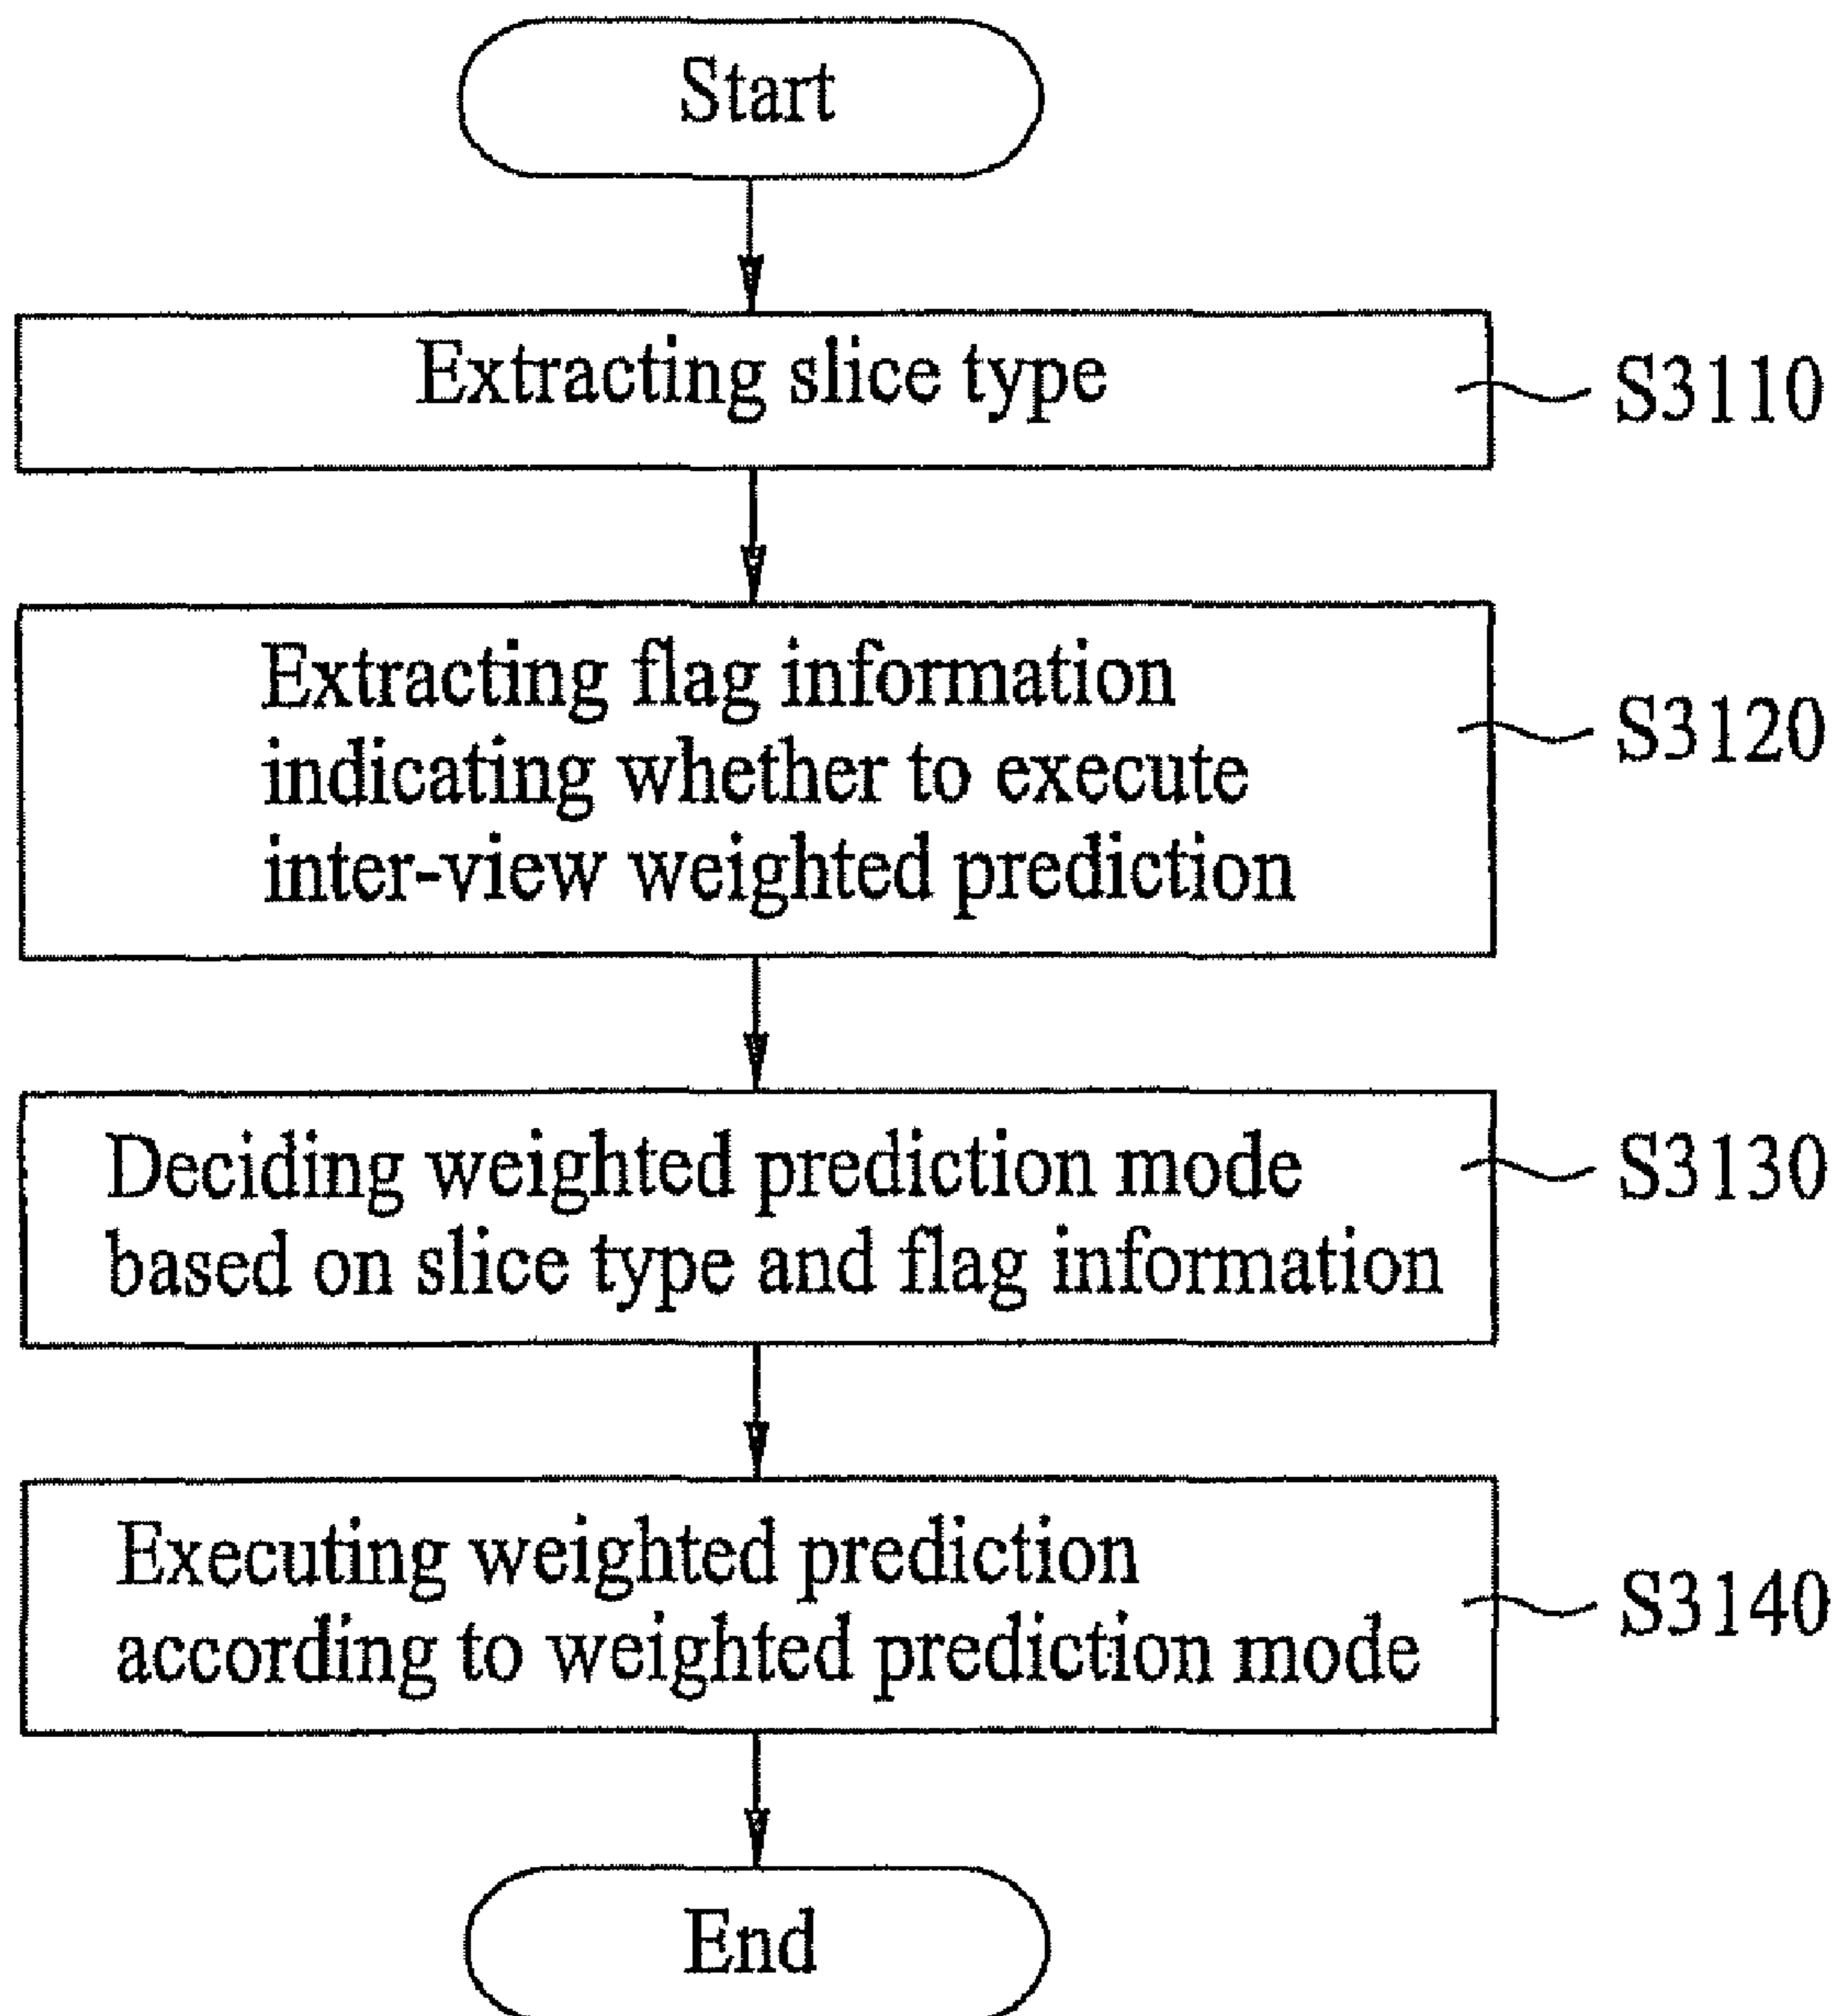 Start
Extracting slice type
S3110
Extracting flag information
indicating whether to execute
inter-view weighted prediction
S3120
Deciding weighted prediction mode
based on slice type and flag information
S3130
Executing weighted prediction
according to weighted prediction mode
S3140
End